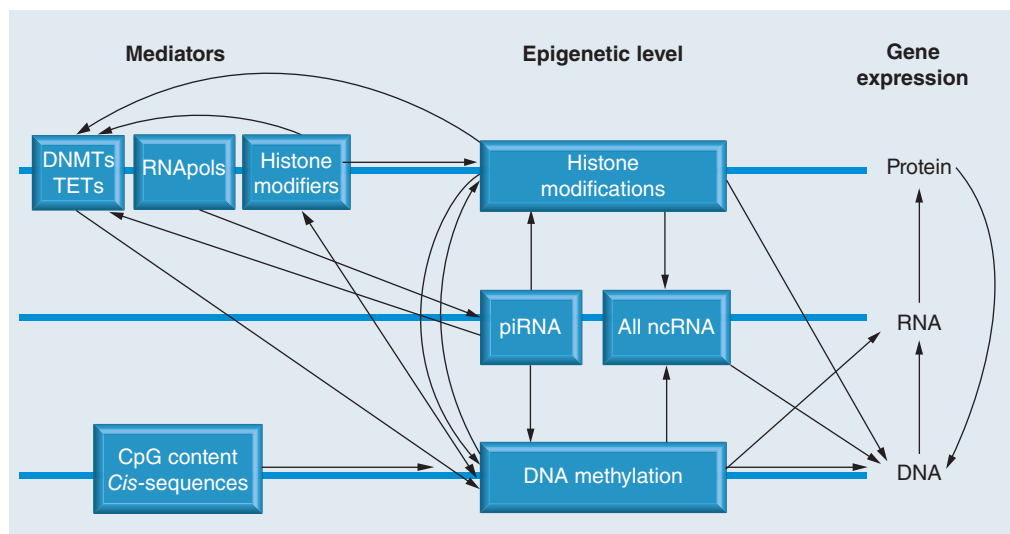 Mediators
Epigenetic level
Gene
expression
DNMTs
TETs
RNApols
Histone
modifiers
Histone
modifications
Protein
piRNA
All ncRNA
RNA
CpG content
Cis-sequences
DNA methylation
DNA